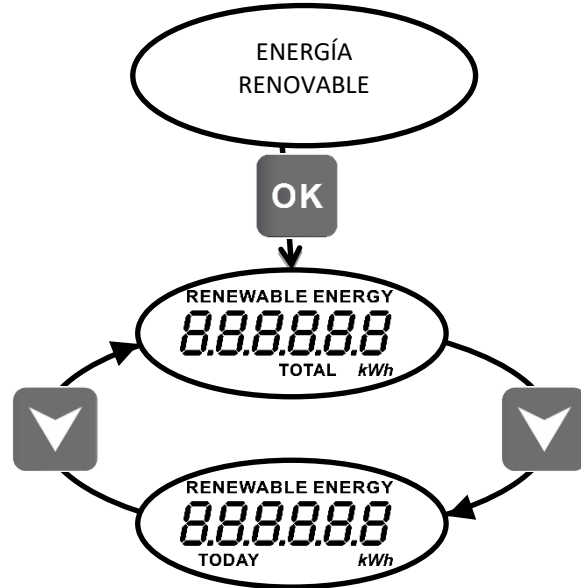 ENERGÍA
RENOVABLE
OK
RENEWABLE ENERGY
8.8.8.8.8.8
TOTAL kWh
RENEWABLE ENERGY
8.8.8.8.8.8
TODAY kWh